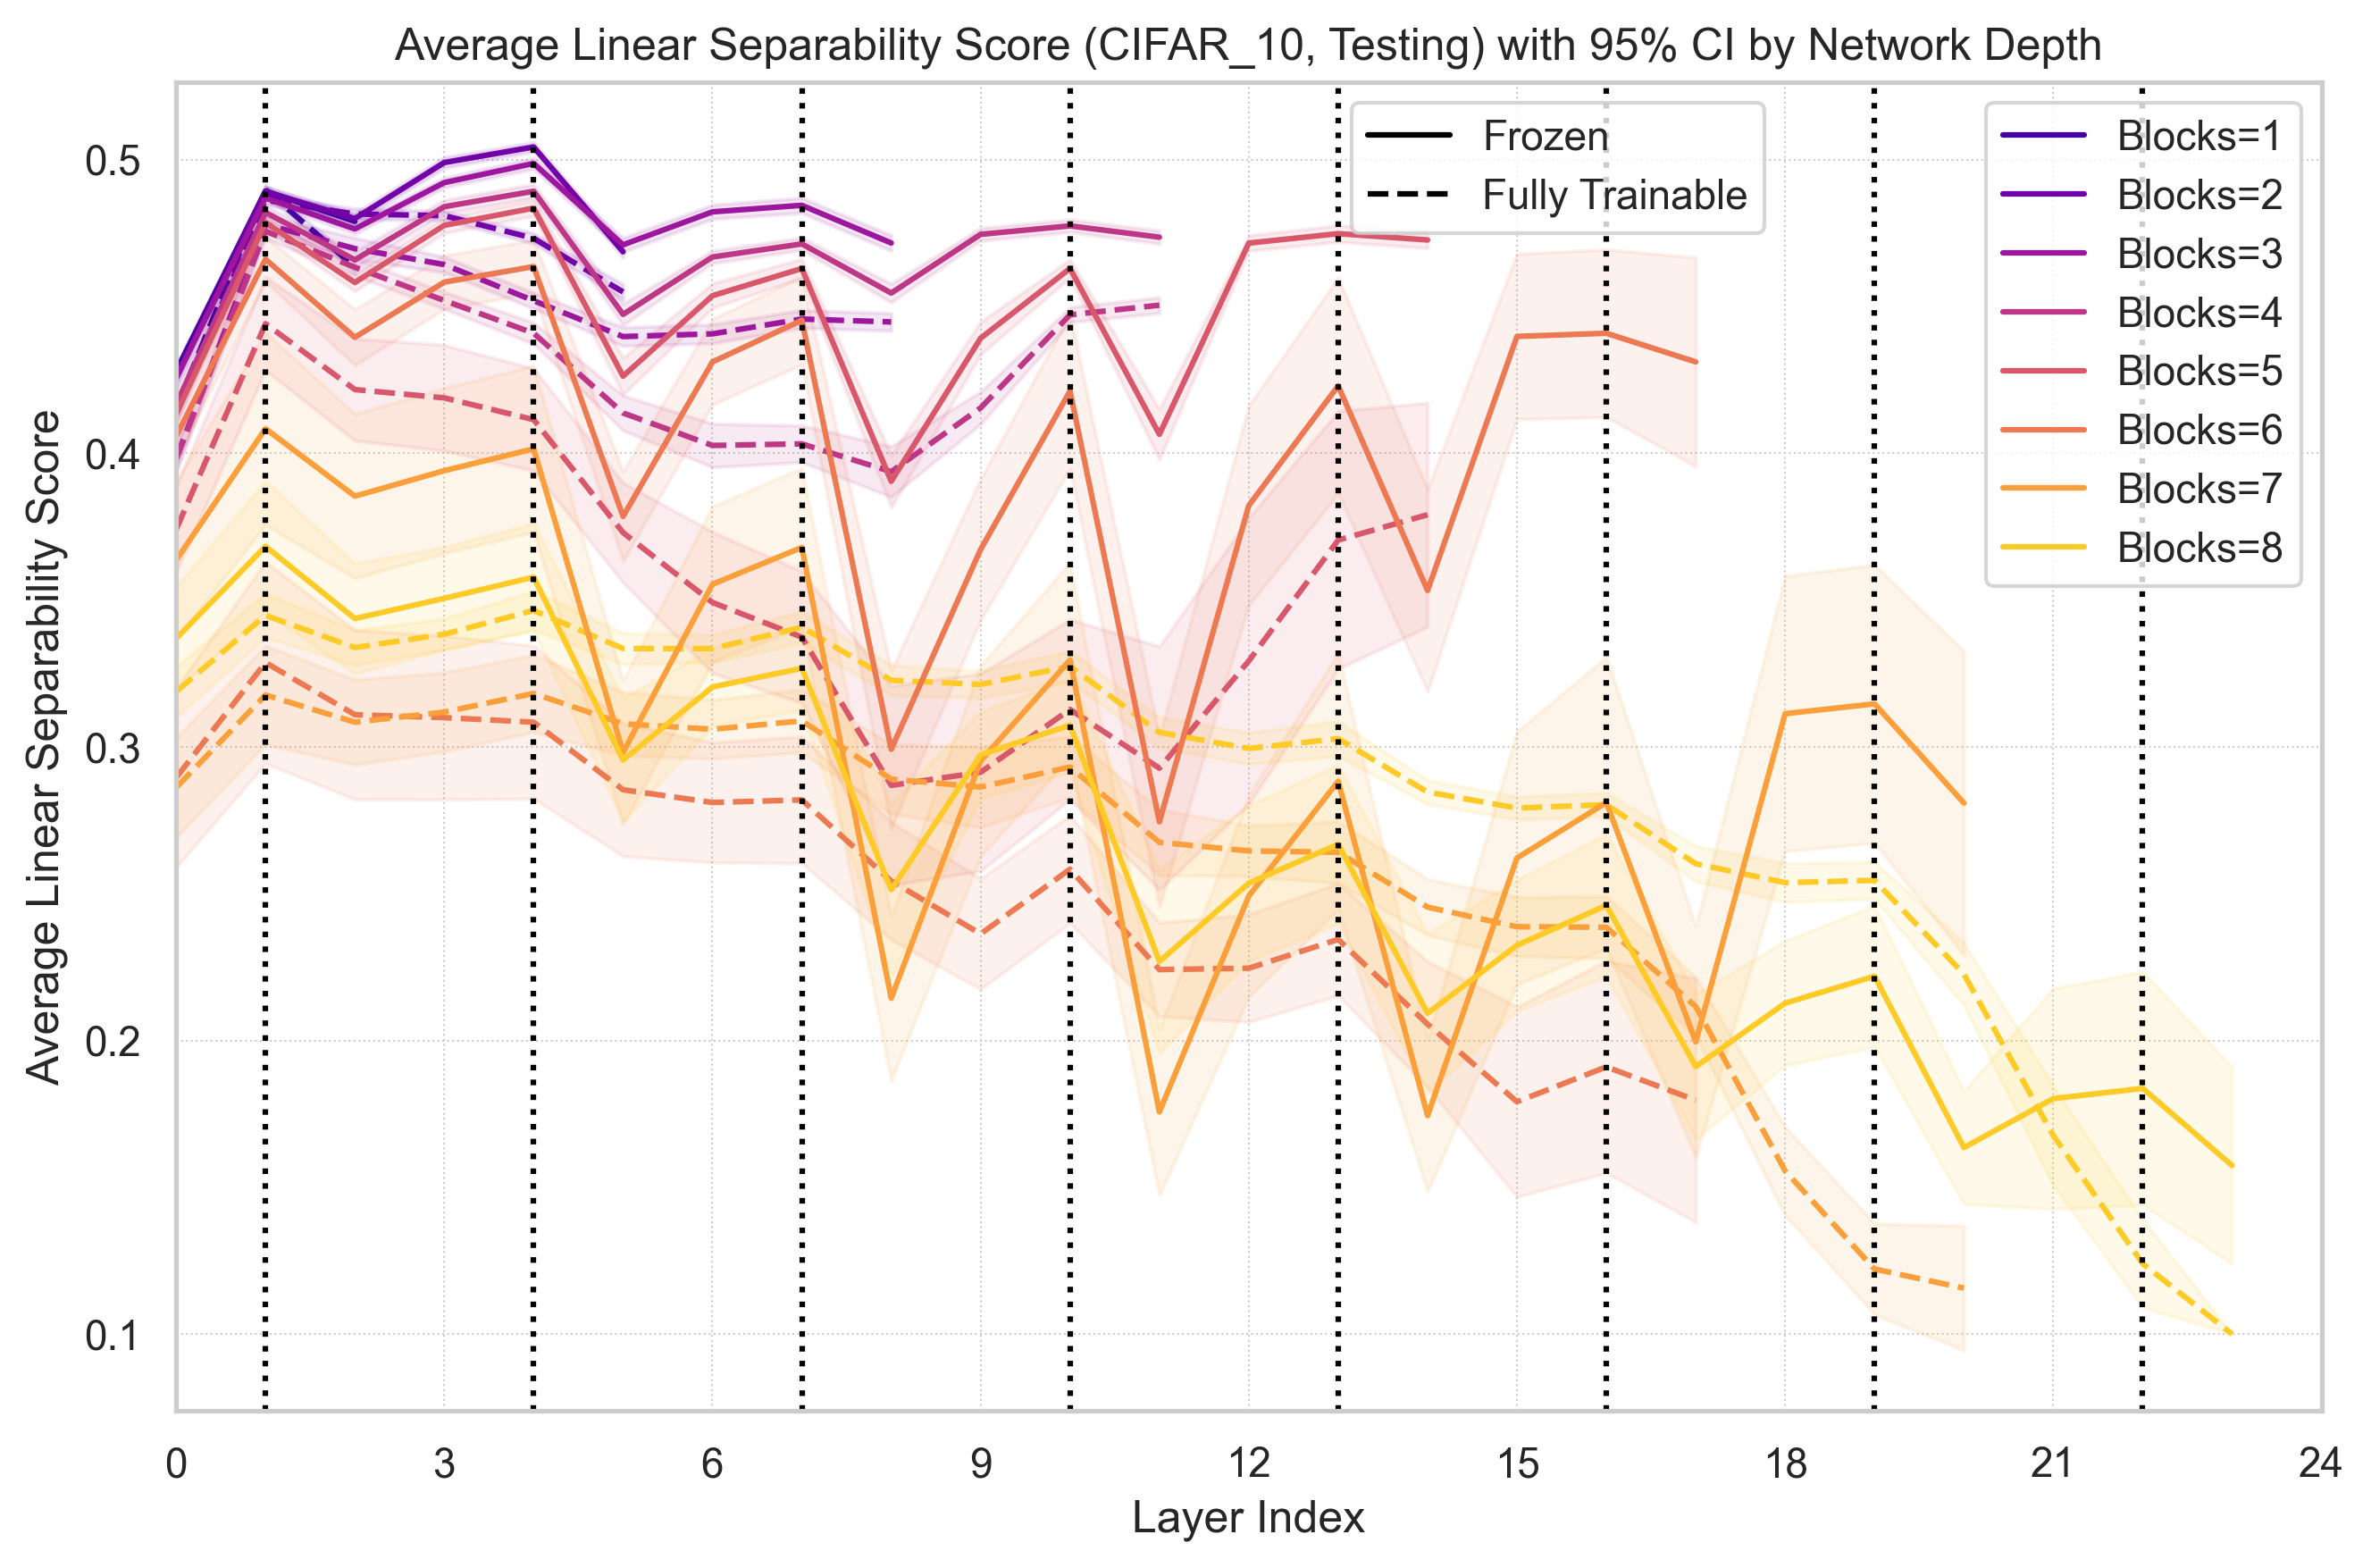 Average Linear Separability Score (CIFAR_10, Testing) with 95% CI by Network Depth
Average Linear Separability Score
0.5
0.4
0.3
0.2
0.1
Frozen
Fully Trainable
Blocks=1
Blocks=2
Blocks=3
Blocks=4
Blocks=5
Blocks=6
Blocks=7
Blocks=8
0 3 6 9 12 15 18 21 24
Layer Index